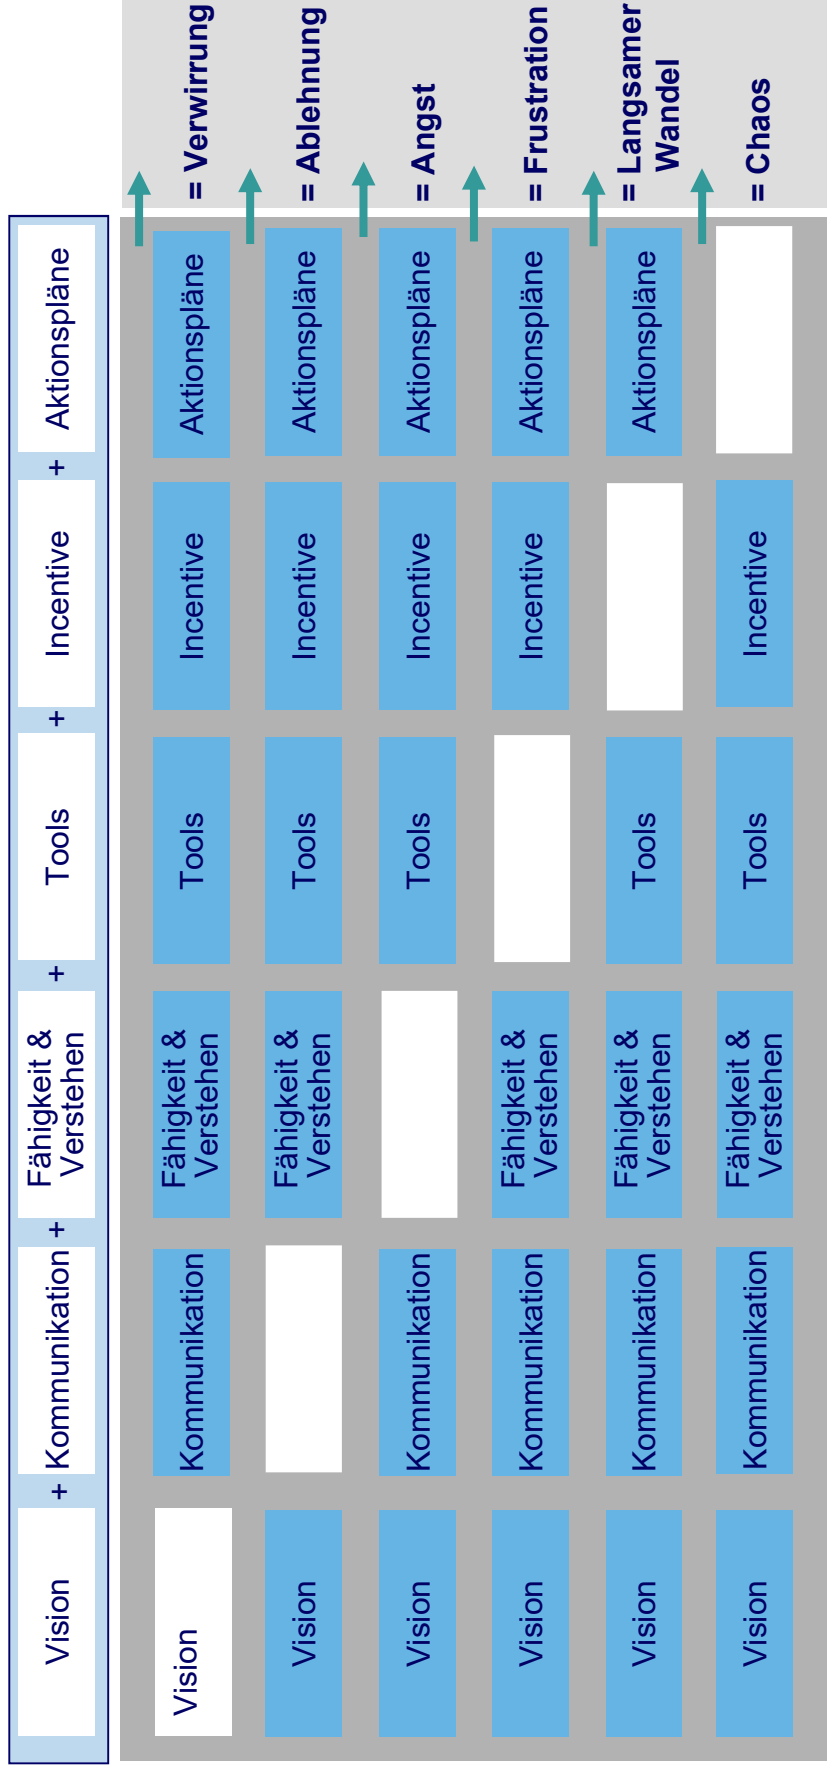 Vision + Kommunikation + Fähigkeit & Verstehen + Tools + Incentive + Aktionspläne
Vision Kommunikation Fähigkeit & Verstehen Tools Incentive Aktionspläne = Verwirrung
Vision Fähigkeit & Verstehen Tools Incentive Aktionspläne = Ablehnung
Vision Kommunikation Tools Incentive Aktionspläne = Angst
Vision Kommunikation Fähigkeit & Verstehen Incentive Aktionspläne = Frustration
Vision Kommunikation Fähigkeit & Verstehen Tools Aktionspläne = Langsamer Wandel
Vision Kommunikation Fähigkeit & Verstehen Tools Incentive = Chaos